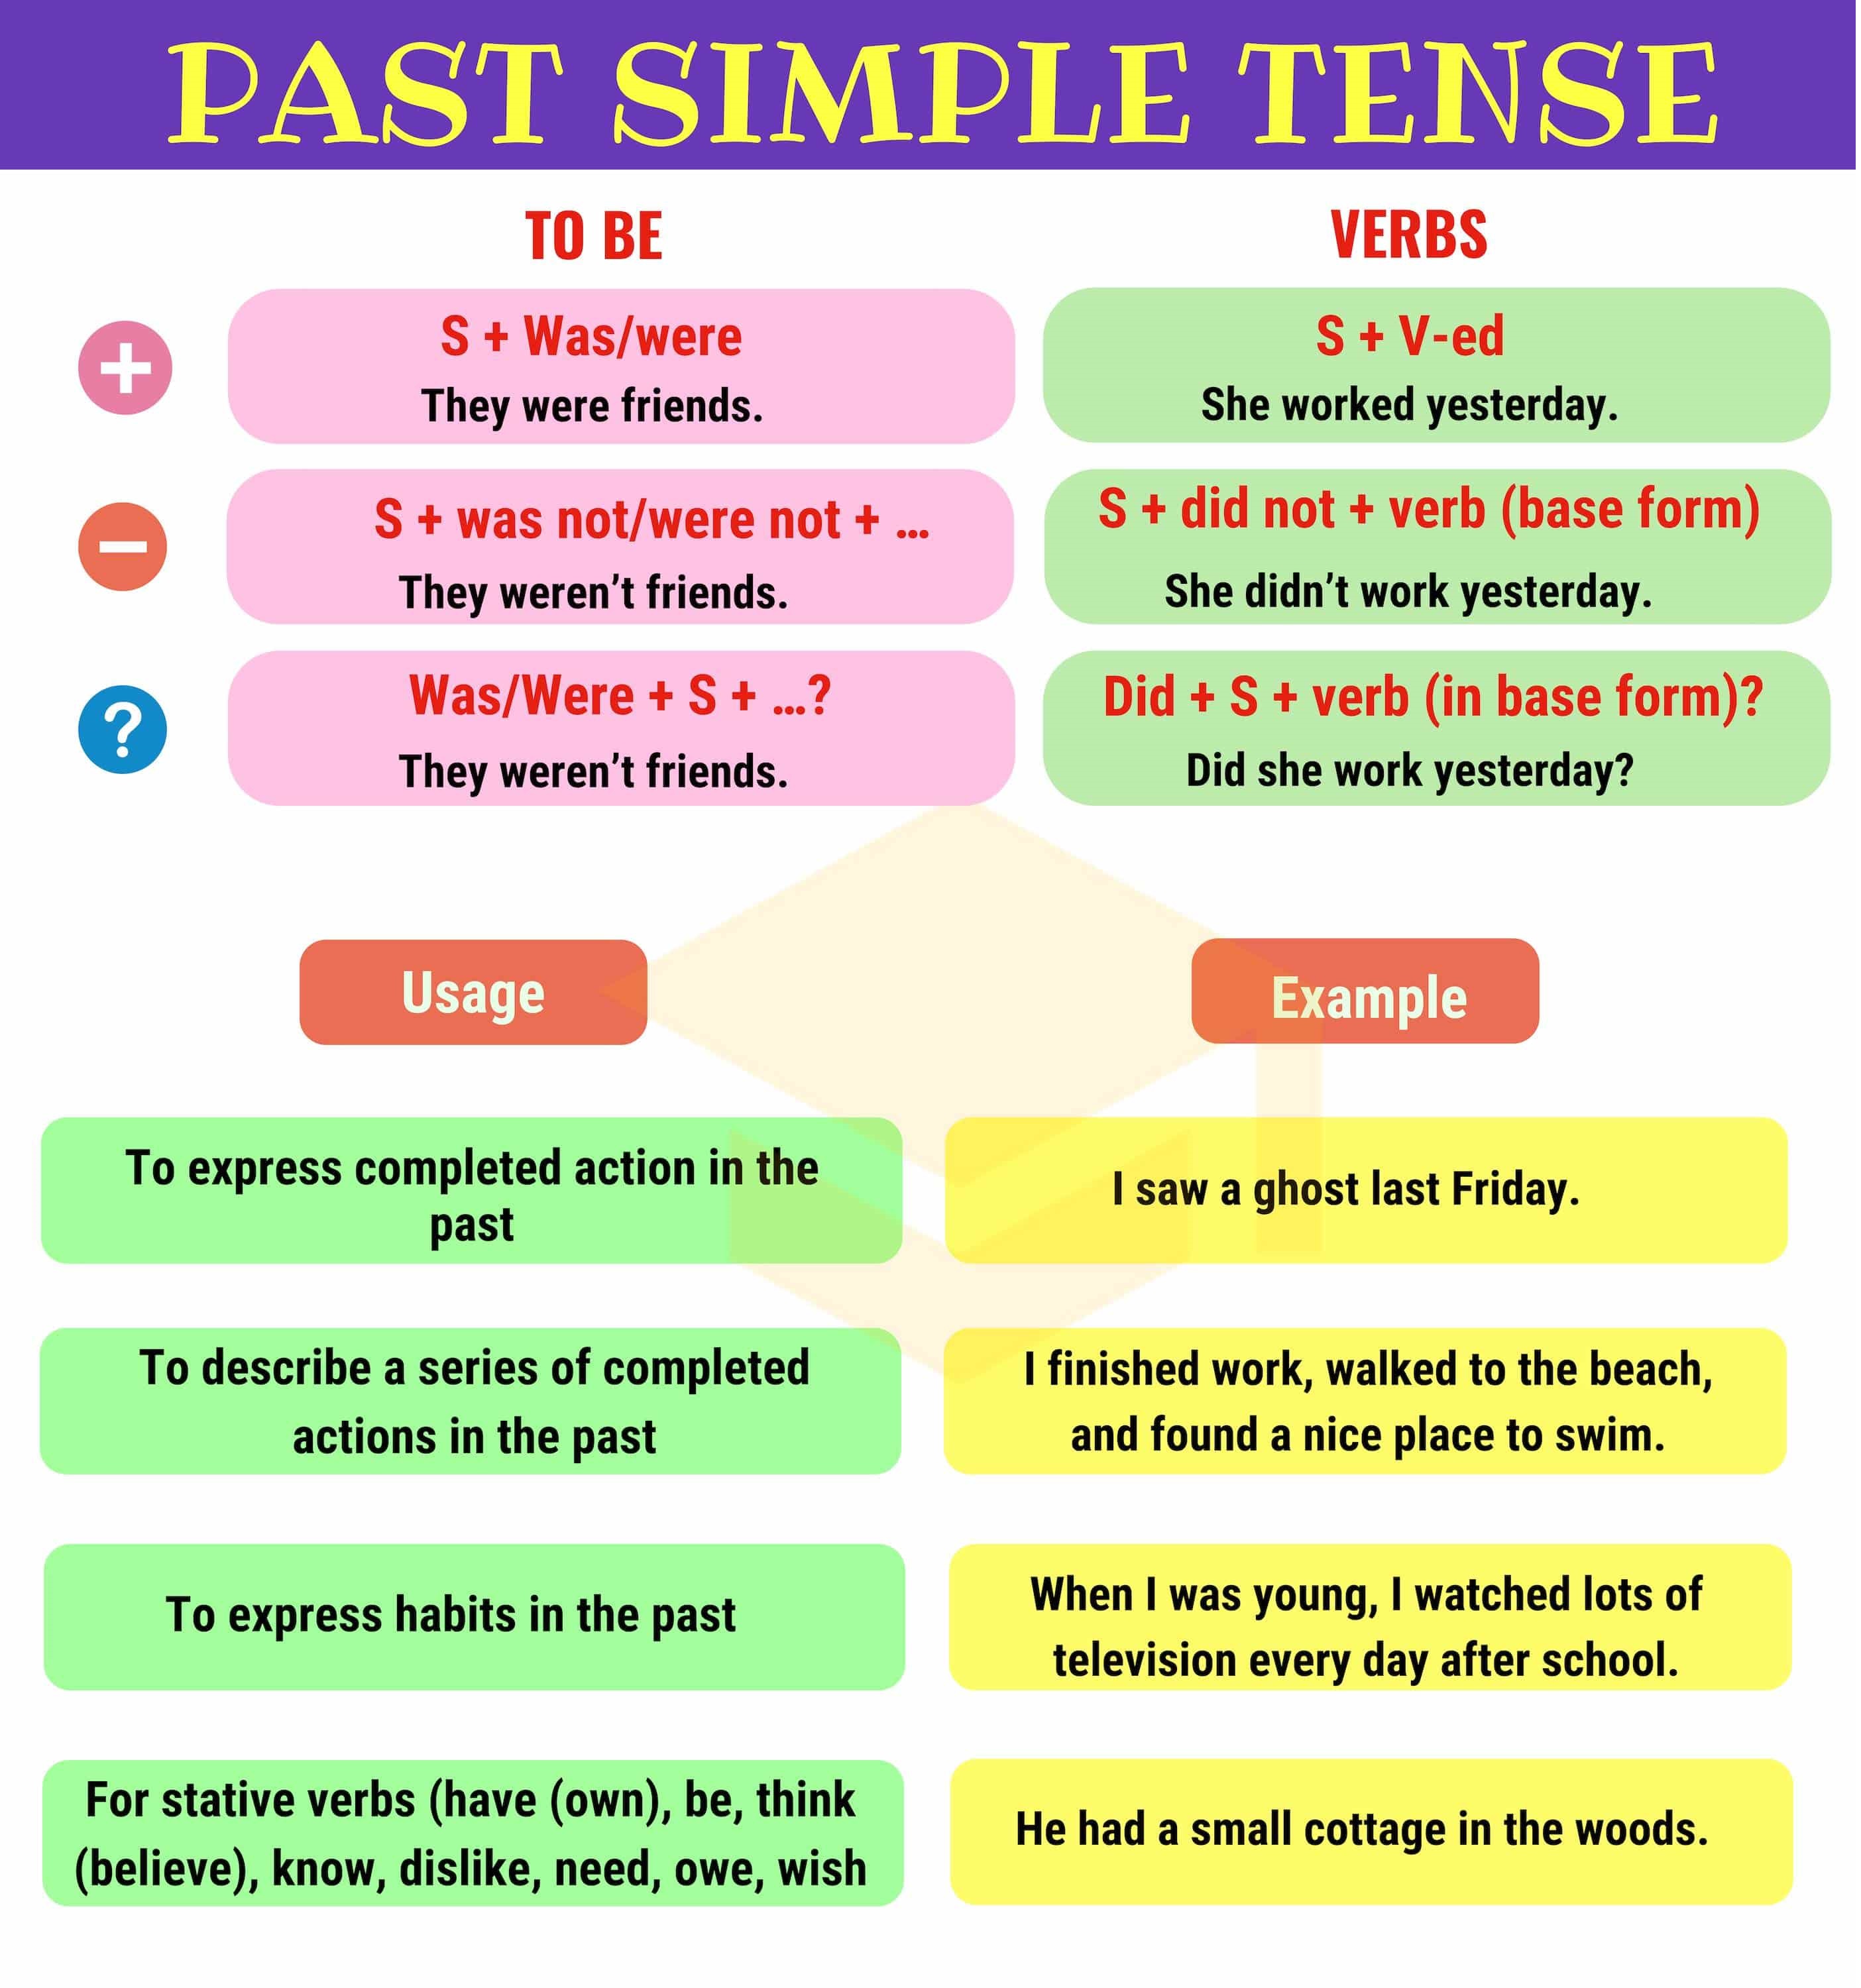 PAST SIMPLE TENSE
TO BE
VERBS
S + Was/were
They were friends.
S + V-ed
She worked yesterday.
S + was not/were not + ...
They weren’t friends.
S + did not + verb (base form)
She didn’t work yesterday.
Was/Were + S + ...?
They weren’t friends.
Did + S + verb (in base form)?
Did she work yesterday?
Usage
Example
To express completed action in the
past
I saw a ghost last Friday.
To describe a series of completed
actions in the past
I finished work, walked to the beach,
and found a nice place to swim.
To express habits in the past
When I was young, I watched lots of
television every day after school.
For stative verbs (have (own), be, think
(believe), know, dislike, need, owe, wish
He had a small cottage in the woods.